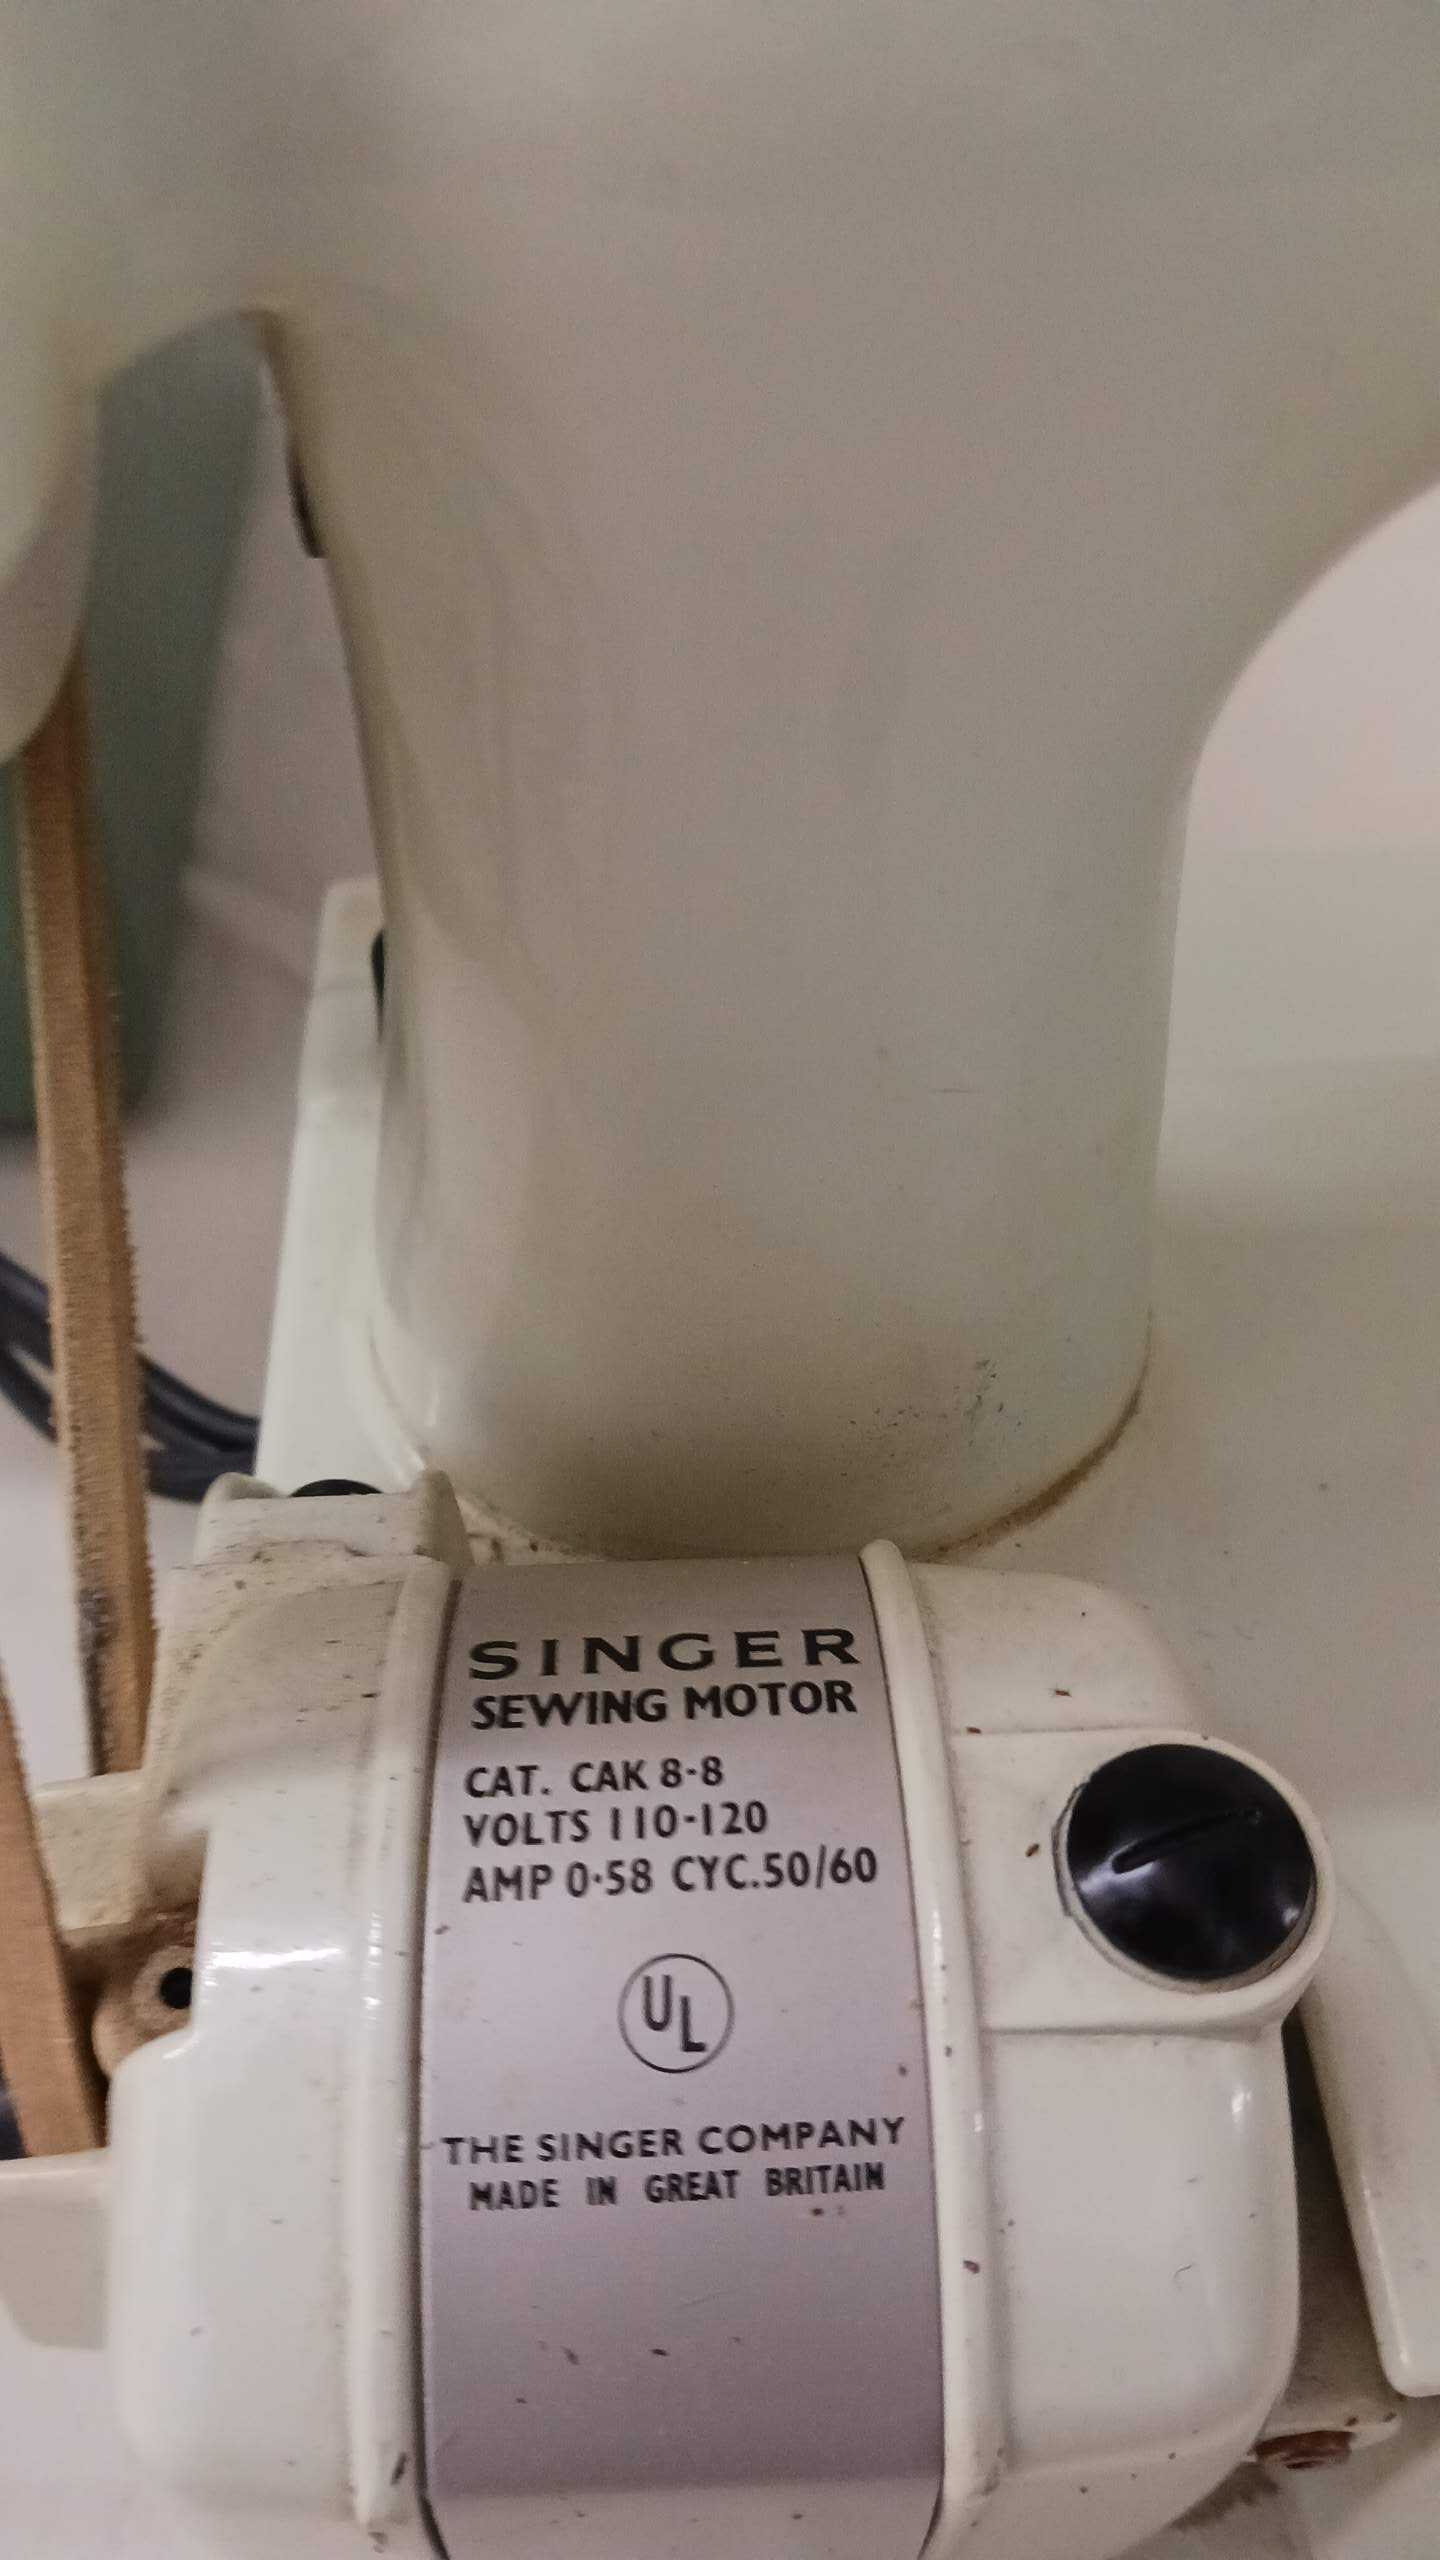 SINGER
SEWING MOTOR
CAT. CAK 8-8
VOLTS 110-120
AMP 0·58 CYC.50/60
UL
THE SINGER COMPANY
MADE IN GREAT BRITAIN